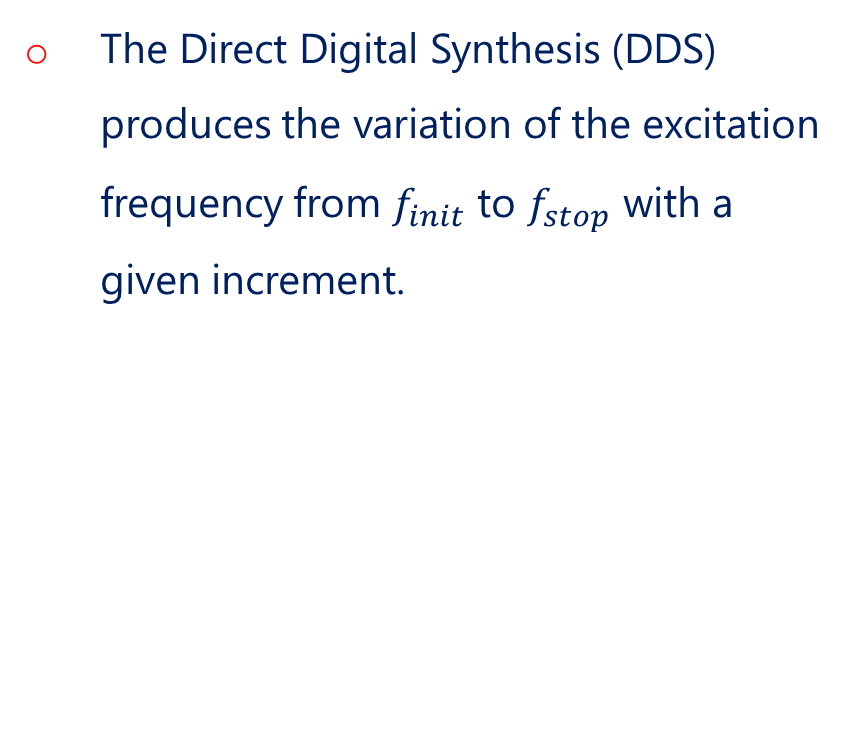 The Direct Digital Synthesis (DDS)
produces the variation of the excitation
frequency from f_init to f_stop with a
given increment.